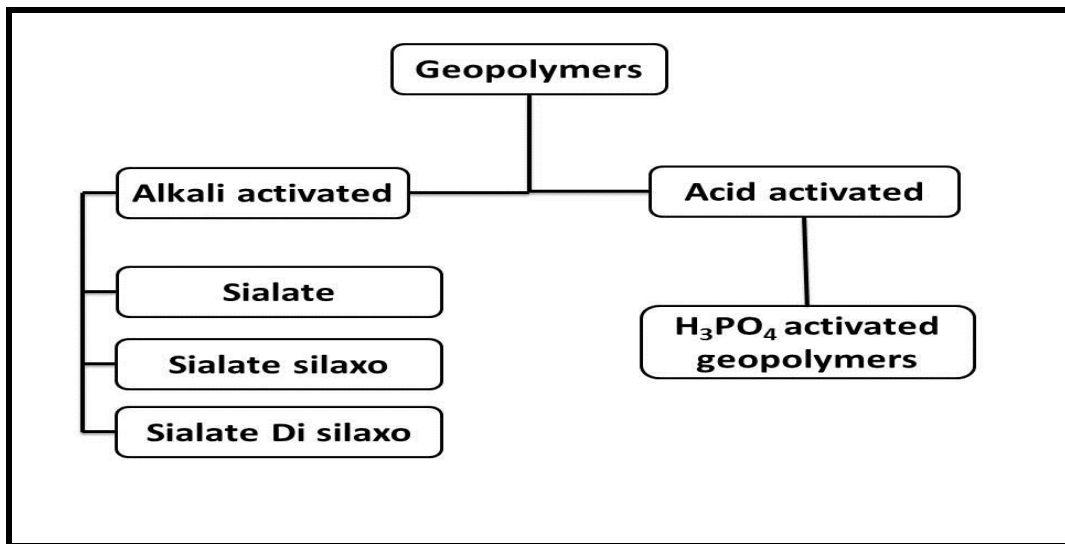 Geopolymers
Alkali activated
Acid activated
Sialate
H₃PO₄ activated
geopolymers
Sialate silaxo
Sialate Di silaxo